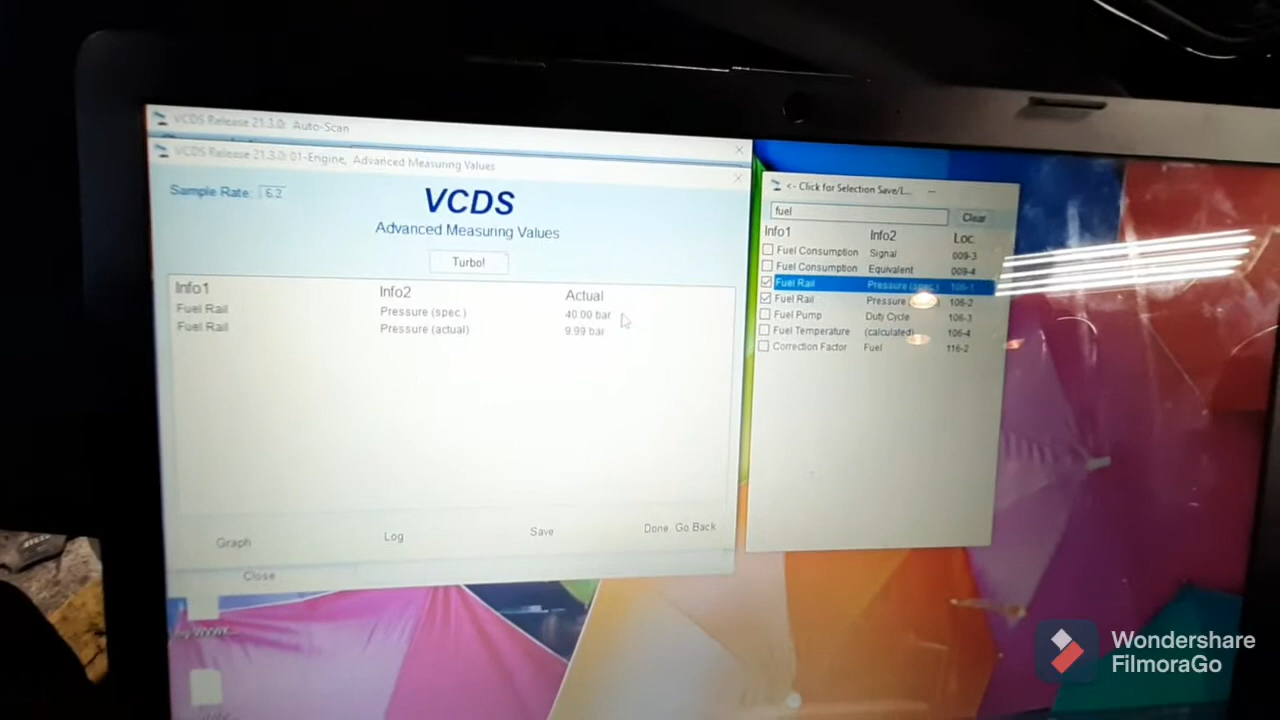 VCDS Release 21.3.0: Auto-Scan
VCDS Release 21.3.0: 01-Engine, Advanced Measuring Values
Sample Rate: 6.2
VCDS
Advanced Measuring Values
Turbo!
Info1 Info2 Actual
Fuel Rail Pressure (spec.) 40.00 bar
Fuel Rail Pressure (actual) 9.99 bar
Graph Log Save Done, Go Back
Close
<- Click for Selection Save/L...
fuel Clear
Info1 Info2 Loc.
Fuel Consumption Signal 009-3
Fuel Consumption Equivalent 009-4
Fuel Rail Pressure (spec.) 106-1
Fuel Rail Pressure 106-2
Fuel Pump Duty Cycle 106-3
Fuel Temperature (calculated) 106-4
Correction Factor Fuel 116-2
Wondershare
FilmoraGo